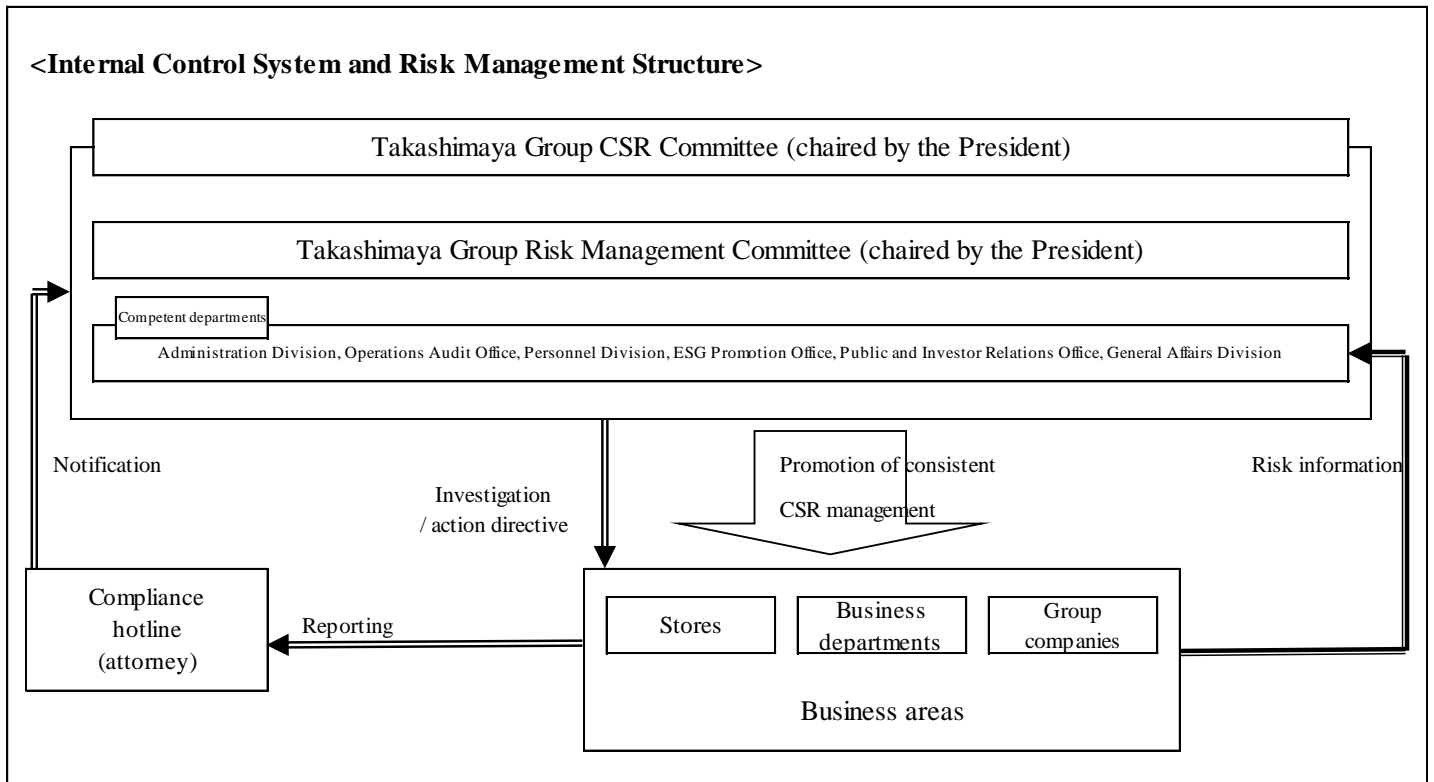 <Internal Control System and Risk Management Structure>
Takashimaya Group CSR Committee (chaired by the President)
Takashimaya Group Risk Management Committee (chaired by the President)
Competent departments
Administration Division, Operations Audit Office, Personnel Division, ESG Promotion Office, Public and Investor Relations Office, General Affairs Division
Notification
Investigation
/ action directive
Promotion of consistent
CSR management
Risk information
Compliance
hotline
(attorney)
Reporting
Stores
Business
departments
Group
companies
Business areas